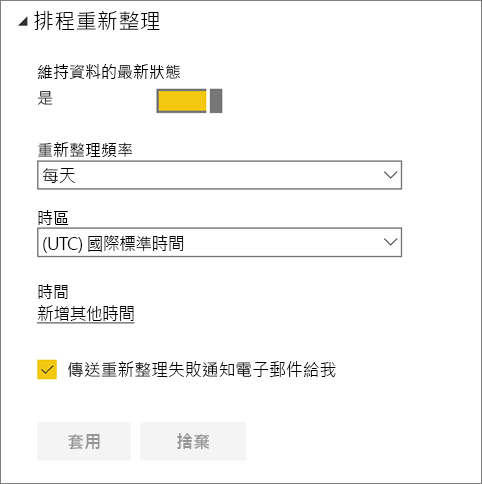 排程重新整理
維持資料的最新狀態
是
重新整理頻率
每天
時區
(UTC) 國際標準時間
時間
新增其他時間
傳送重新整理失敗通知電子郵件給我
套用 捨棄